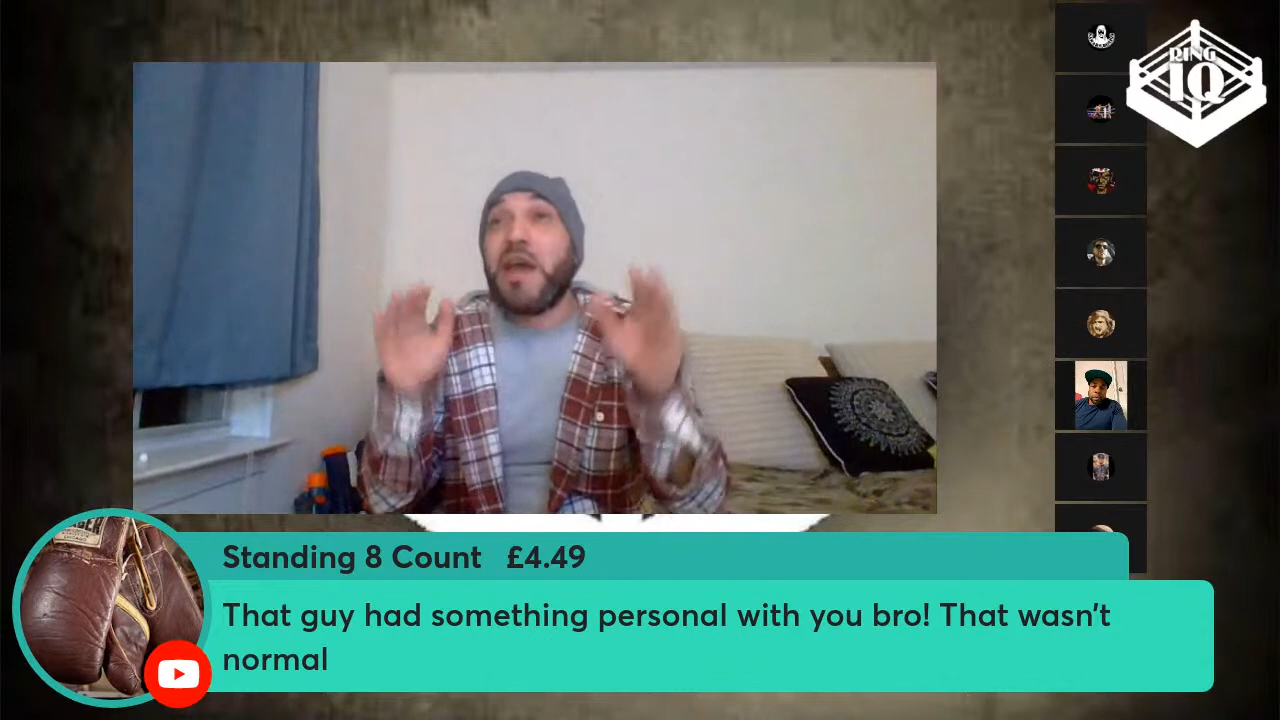 RING
IQ
Standing 8 Count £4.49
That guy had something personal with you bro! That wasn't
normal